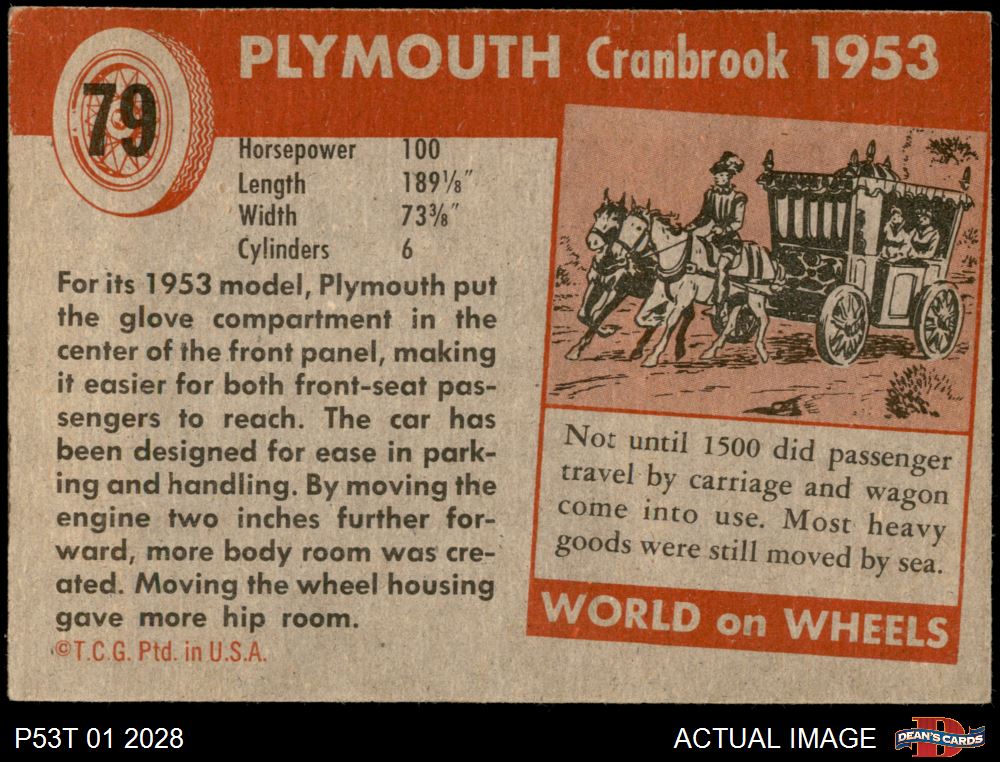 PLYMOUTH Cranbrook 1953
79
Horsepower 100
Length 189⅛"
Width 73⅜"
Cylinders 6
For its 1953 model, Plymouth put
the glove compartment in the
center of the front panel, making
it easier for both front-seat pas-
sengers to reach. The car has
been designed for ease in park-
ing and handling. By moving the
engine two inches further for-
ward, more body room was cre-
ated. Moving the wheel housing
gave more hip room.
©T.C.G. Ptd. in U.S.A.
Not until 1500 did passenger
travel by carriage and wagon
come into use. Most heavy
goods were still moved by sea.
WORLD on WHEELS
P53T 01 2028
ACTUAL IMAGE
DEAN'S CARDS